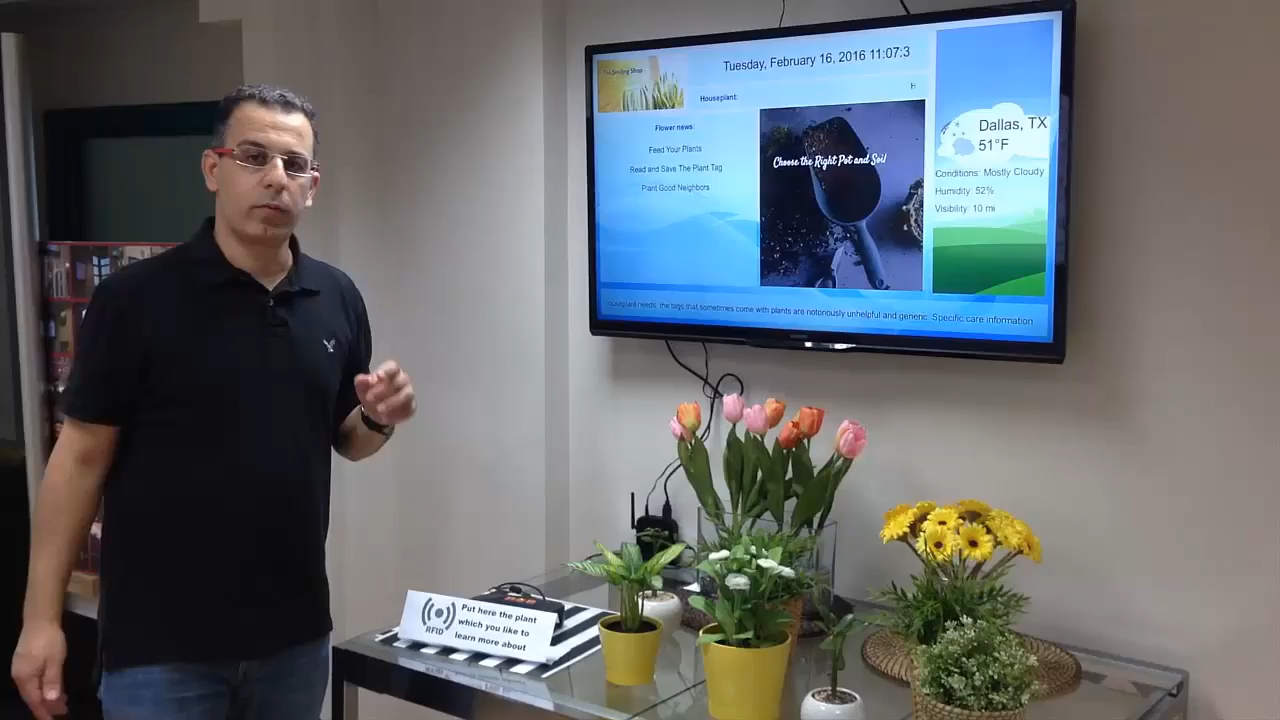 Tuesday, February 16, 2016 11:07:3
Houseplant:
H
Flower news:
Feed Your Plants
Read and Save The Plant Tag
Plant Good Neighbors
Choose the Right Pot and Soil
Dallas, TX
51°F
Conditions: Mostly Cloudy
Humidity: 52%
Visibility: 10 mi
needs: the tags that sometimes come with plants are notoriously unhelpful and generic. Specific care information
RFID
Put here the plant
which you like to
learn more about